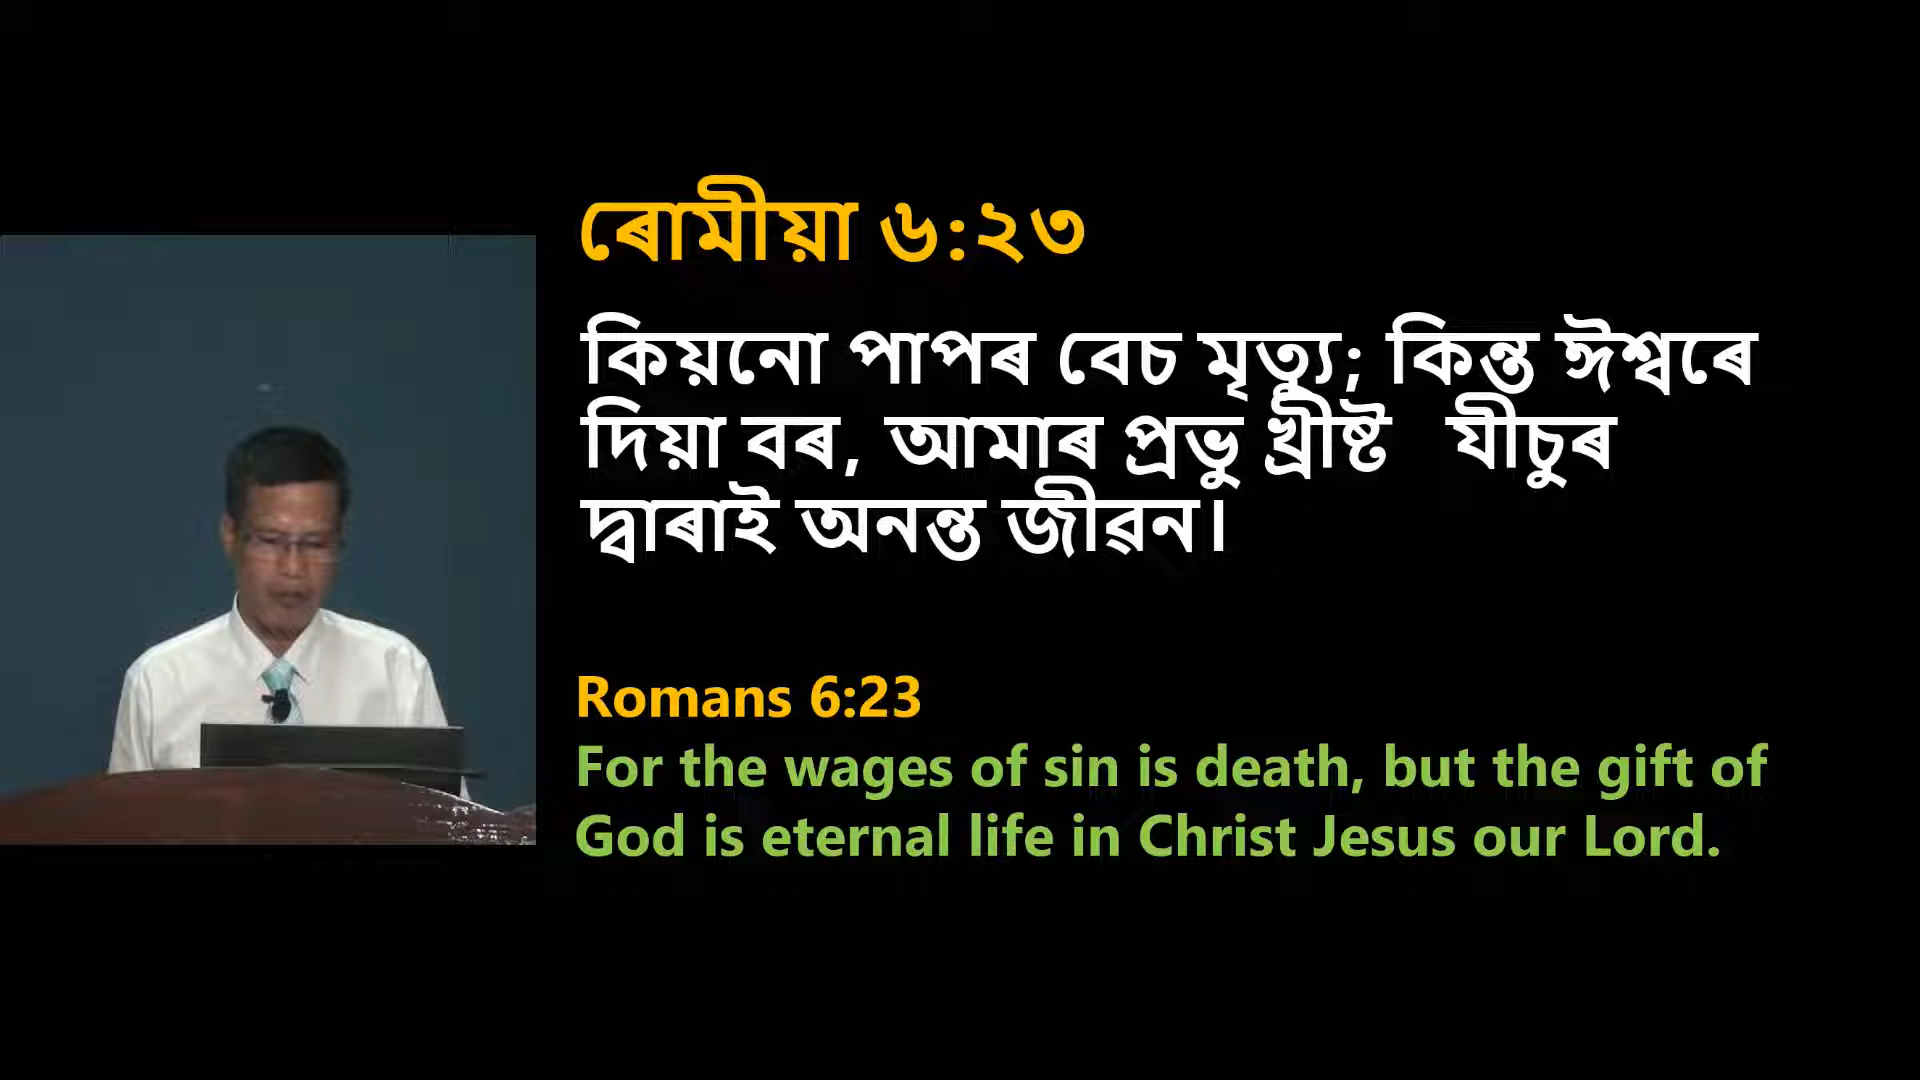 ৰোমীয়া ৬:২৩
কিয়নো পাপৰ বেচ মৃত্যু; কিন্ত ঈশ্বৰে
দিয়া বৰ, আমাৰ প্ৰভু খ্ৰীষ্ট যীচুৰ
দ্বাৰাই অনন্ত জীৱন।
Romans 6:23
For the wages of sin is death, but the gift of
God is eternal life in Christ Jesus our Lord.